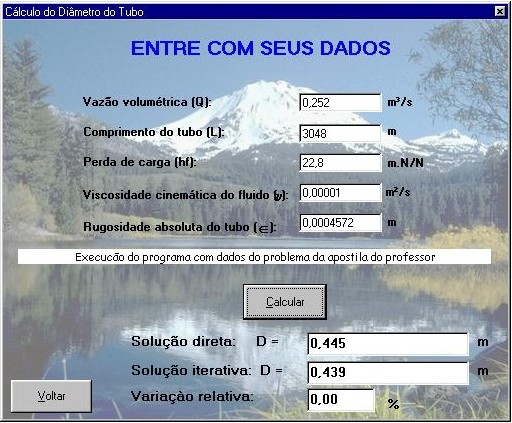 Cálculo do Diâmetro do Tubo
ENTRE COM SEUS DADOS
Vazão volumétrica (Q): 0,252 m³/s
Comprimento do tubo (L): 3048 m
Perda de carga (hf): 22,8 m.N/N
Viscosidade cinemática do fluido (ν): 0,00001 m²/s
Rugosidade absoluta do tubo (∈): 0,0004572 m
Execucão do programa com dados do problema da apostila do professor
Calcular
Solução direta: D = 0,445 m
Solução iterativa: D = 0,439 m
Variaçào relativa: 0,00 %
Voltar